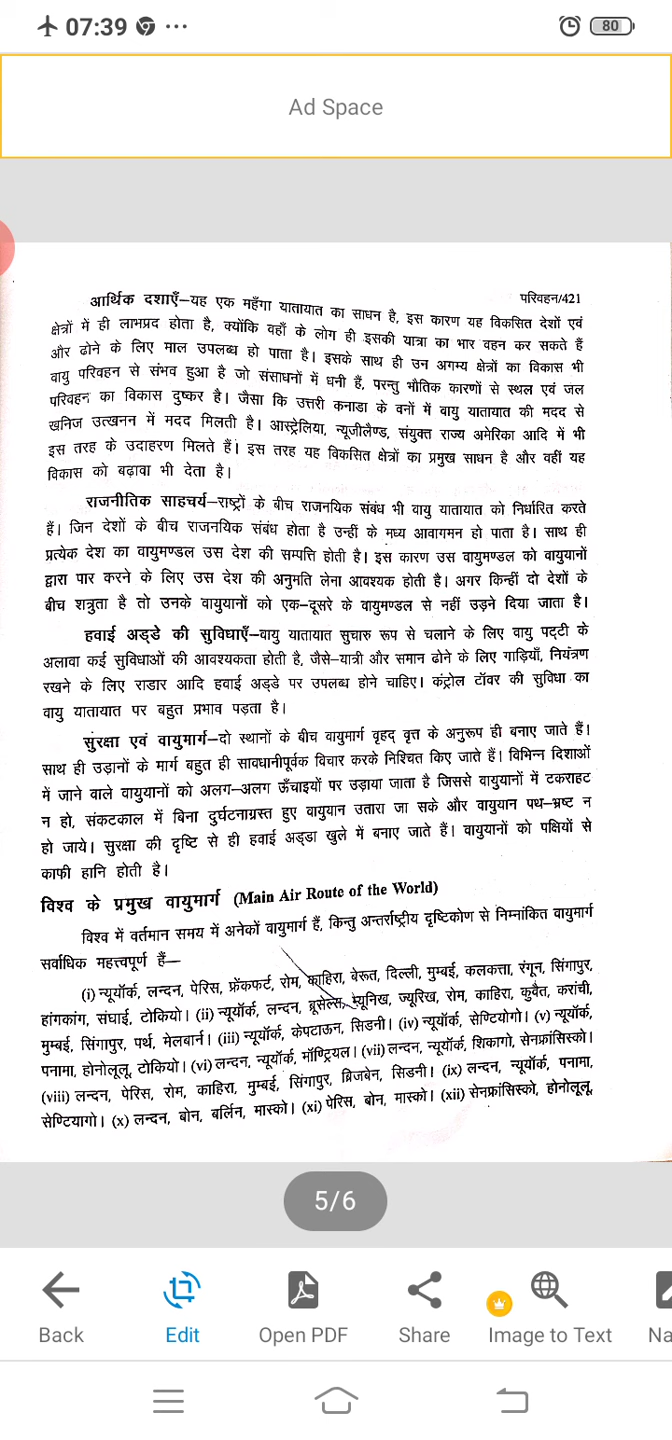 07:39
80
Ad Space
परिवहन/421
आर्थिक दशाएँ–यह एक महँगा यातायात का साधन है, इस कारण यह विकसित देशों एवं
क्षेत्रों में ही लाभप्रद होता है, क्योंकि वहाँ के लोग ही इसकी यात्रा का भार वहन कर सकते हैं
और ढोने के लिए माल उपलब्ध हो पाता है। इसके साथ ही उन अगम्य क्षेत्रों का विकास भी
वायु परिवहन से संभव हुआ है जो संसाधनों में धनी हैं, परन्तु भौतिक कारणों से स्थल एवं जल
परिवहन का विकास दुष्कर है। जैसा कि उत्तरी कनाडा के वनों में वायु यातायात की मदद से
खनिज उत्खनन में मदद मिलती है। आस्ट्रेलिया, न्यूजीलैण्ड, संयुक्त राज्य अमेरिका आदि में भी
इस तरह के उदाहरण मिलते हैं। इस तरह यह विकसित क्षेत्रों का प्रमुख साधन है और वहीं यह
विकास को बढ़ावा भी देता है।
राजनीतिक साहचर्य–राष्ट्रों के बीच राजनयिक संबंध भी वायु यातायात को निर्धारित करते
हैं। जिन देशों के बीच राजनयिक संबंध होता है उन्हीं के मध्य आवागमन हो पाता है। साथ ही
प्रत्येक देश का वायुमण्डल उस देश की सम्पत्ति होती है। इस कारण उस वायुमण्डल को वायुयानों
द्वारा पार करने के लिए उस देश की अनुमति लेना आवश्यक होती है। अगर किन्हीं दो देशों के
बीच शत्रुता है तो उनके वायुयानों को एक–दूसरे के वायुमण्डल से नहीं उड़ने दिया जाता है।
हवाई अड्डे की सुविधाएँ–वायु यातायात सुचारु रूप से चलाने के लिए वायु पट्टी के
अलावा कई सुविधाओं की आवश्यकता होती है, जैसे–यात्री और समान ढोने के लिए गाड़ियाँ, नियंत्रण
रखने के लिए राडार आदि हवाई अड्डे पर उपलब्ध होने चाहिए। कंट्रोल टॉवर की सुविधा का
वायु यातायात पर बहुत प्रभाव पड़ता है।
सुरक्षा एवं वायुमार्ग–दो स्थानों के बीच वायुमार्ग वृहद् वृत्त के अनुरूप ही बनाए जाते हैं।
साथ ही उड़ानों के मार्ग बहुत ही सावधानीपूर्वक विचार करके निश्चित किए जाते हैं। विभिन्न दिशाओं
में जाने वाले वायुयानों को अलग–अलग ऊँचाइयों पर उड़ाया जाता है जिससे वायुयानों में टकराहट
न हो, संकटकाल में बिना दुर्घटनाग्रस्त हुए वायुयान उतारा जा सके और वायुयान पथ–भ्रष्ट न
हो जाये। सुरक्षा की दृष्टि से ही हवाई अड्डा खुले में बनाए जाते हैं। वायुयानों को पक्षियों से
काफी हानि होती है।
विश्व के प्रमुख वायुमार्ग (Main Air Route of the World)
विश्व में वर्तमान समय में अनेकों वायुमार्ग हैं, किन्तु अन्तर्राष्ट्रीय दृष्टिकोण से निम्नांकित वायुमार्ग
सर्वाधिक महत्त्वपूर्ण हैं—
(i) न्यूयॉर्क, लन्दन, पेरिस, फ्रेंकफर्ट, रोम, काहिरा, बेरूत, दिल्ली, मुम्बई, कलकत्ता, रंगून, सिंगापुर,
हांगकांग, संघाई, टोकियो। (ii) न्यूयॉर्क, लन्दन, ब्रूसेल्स, म्यूनिख, ज्यूरिख, रोम, काहिरा, कुवैत, करांची,
मुम्बई, सिंगापुर, पर्थ, मेलबार्न। (iii) न्यूयॉर्क, केपटाऊन, सिडनी। (iv) न्यूयॉर्क, सेण्टियोगो। (v) न्यूयॉर्क,
पनामा, होनोलूलू, टोकियो। (vi) लन्दन, न्यूयॉर्क, मॉण्ट्रियल। (vii) लन्दन, न्यूयॉर्क, शिकागो, सेनफ्रांसिस्को।
(viii) लन्दन, पेरिस, रोम, काहिरा, मुम्बई, सिंगापुर, ब्रिजबेन, सिडनी। (ix) लन्दन, न्यूयॉर्क, पनामा,
सेण्टियागो। (x) लन्दन, बोन, बर्लिन, मास्को। (xi) पेरिस, बोन, मास्को। (xii) सेनफ्रांसिस्को, होनोलूलू,
5/6
Back Edit Open PDF Share Image to Text Na